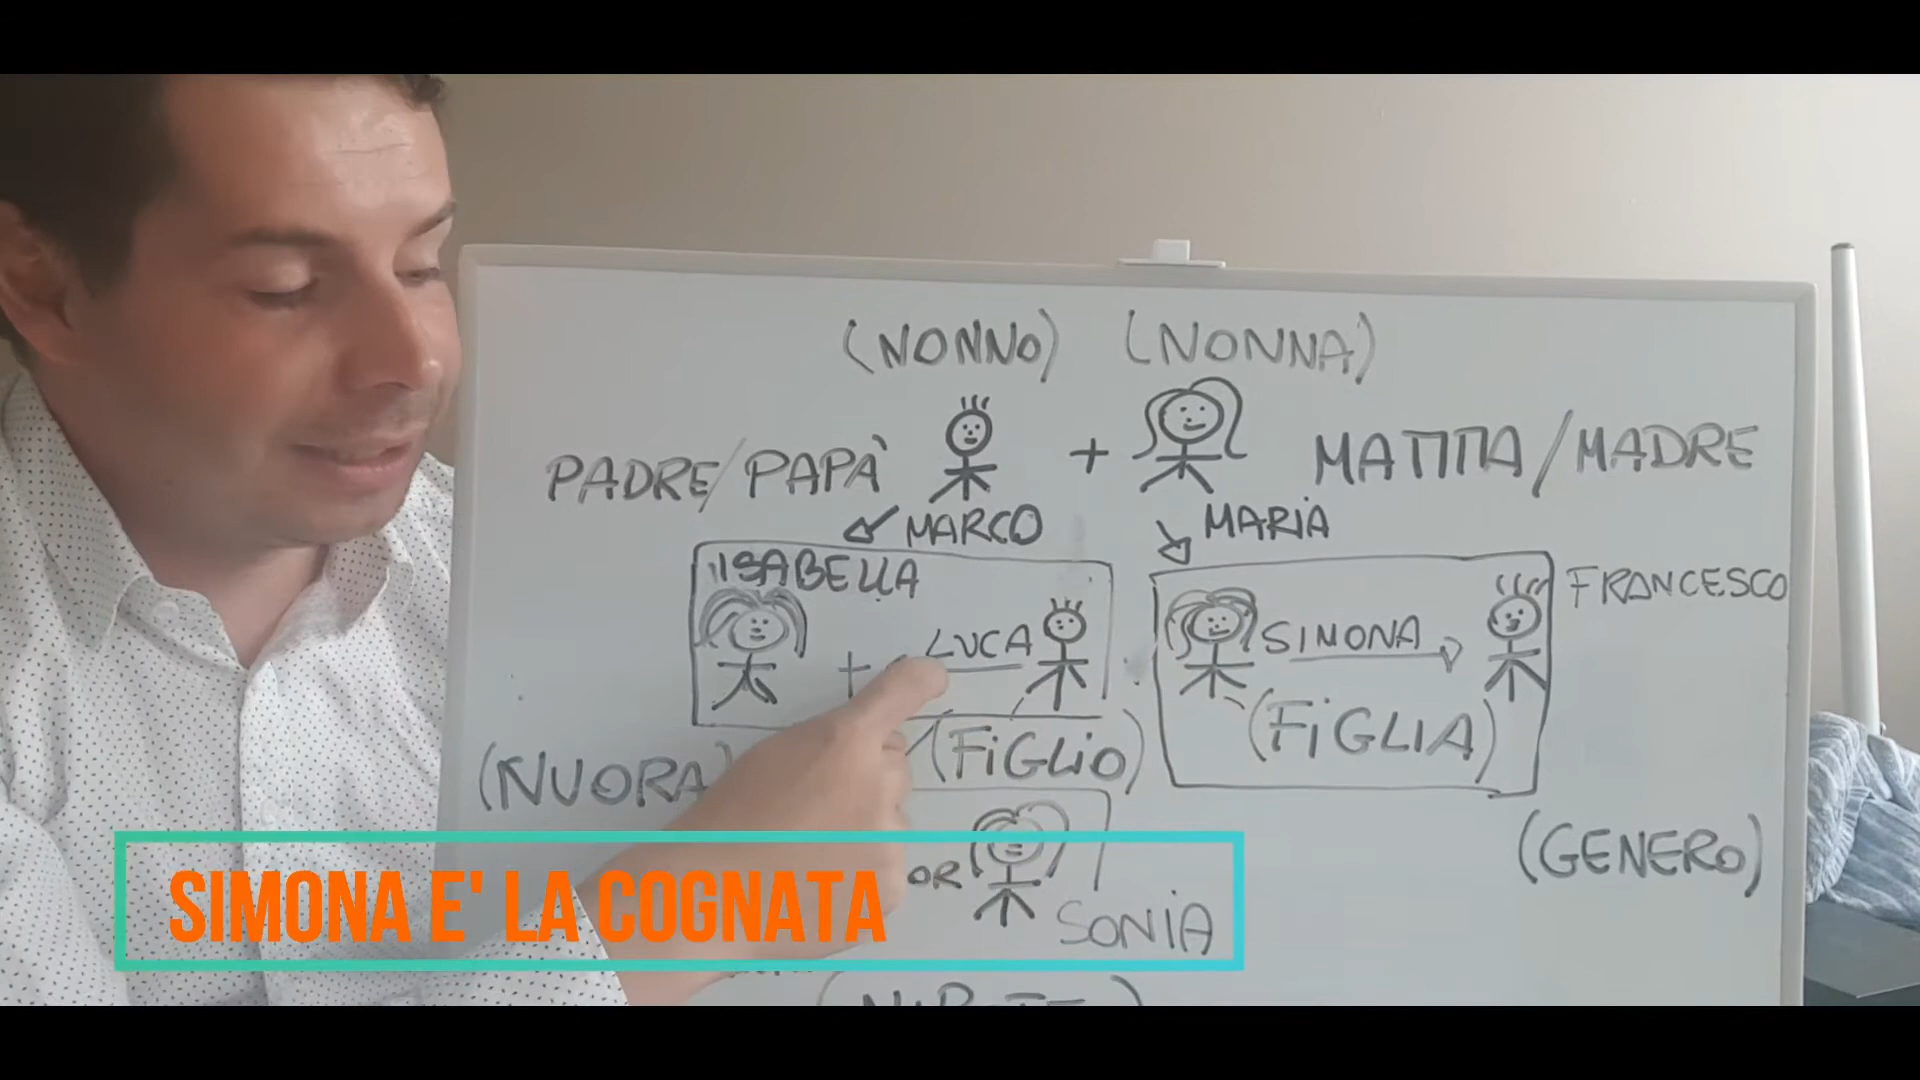 (NONNO) (NONNA)
PADRE/PAPÀ + MAMMA/MADRE
MARCO MARIA
ISABELLA
FRANCESCO
+ LUCA
SIMONA
(NUORA) (FIGLIO) (FIGLIA)
(GENERO)
OR
SONIA
SIMONA E' LA COGNATA